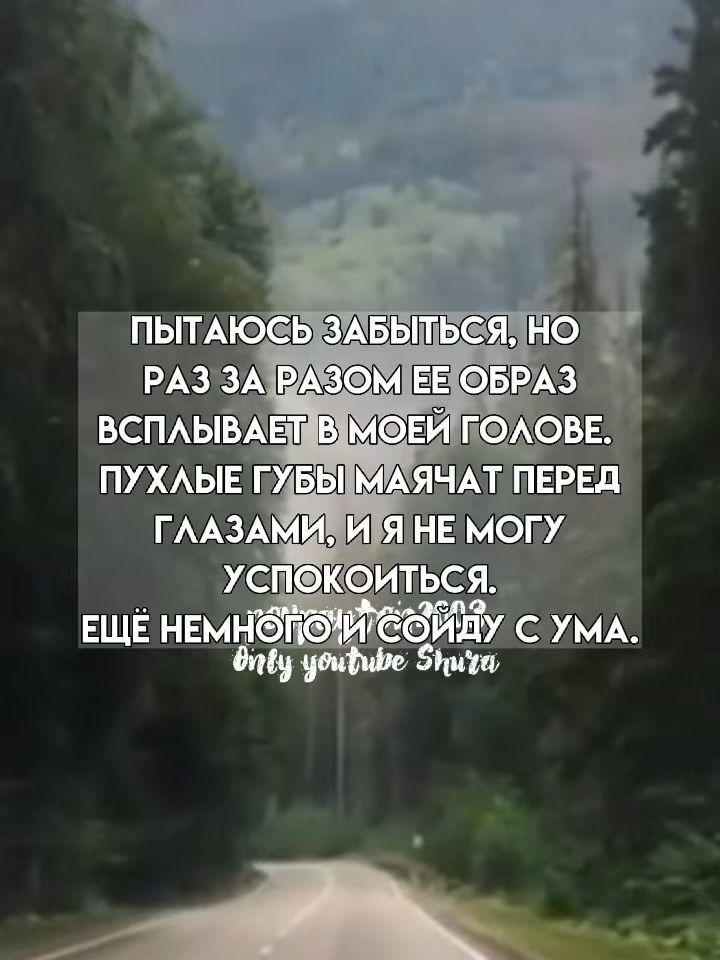 ПЫТАЮСЬ ЗАБЫТЬСЯ, НО
РАЗ ЗА РАЗОМ ЕЕ ОБРАЗ
ВСПЛЫВАЕТ В МОЕЙ ГОЛОВЕ.
ПУХЛЫЕ ГУБЫ МАЯЧАТ ПЕРЕД
ГЛАЗАМИ, И Я НЕ МОГУ
УСПОКОИТЬСЯ.
ЕЩЁ НЕМНОГО И СОЙДУ С УМА.
Only youtube Shura